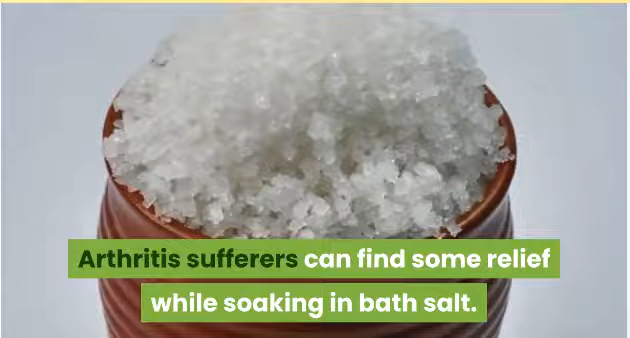 Arthritis sufferers can find some relief
while soaking in bath salt.